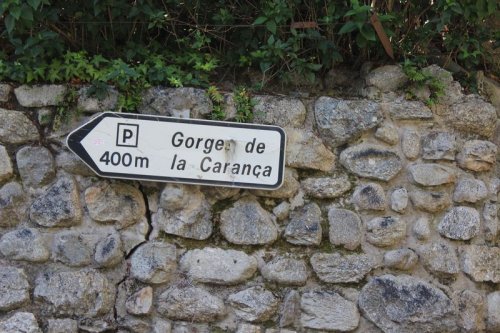 P Gorges de
400m la Carança